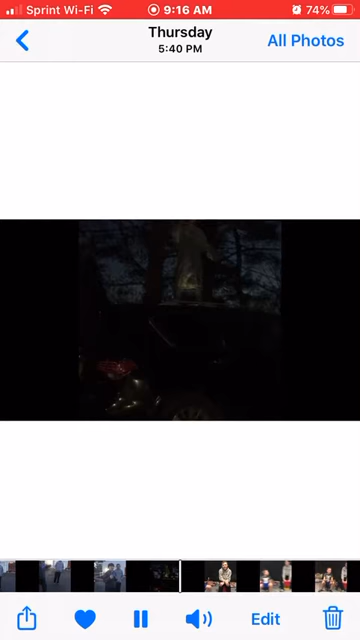 Sprint Wi-Fi 9:16 AM 74%
Thursday
5:40 PM
All Photos
Edit